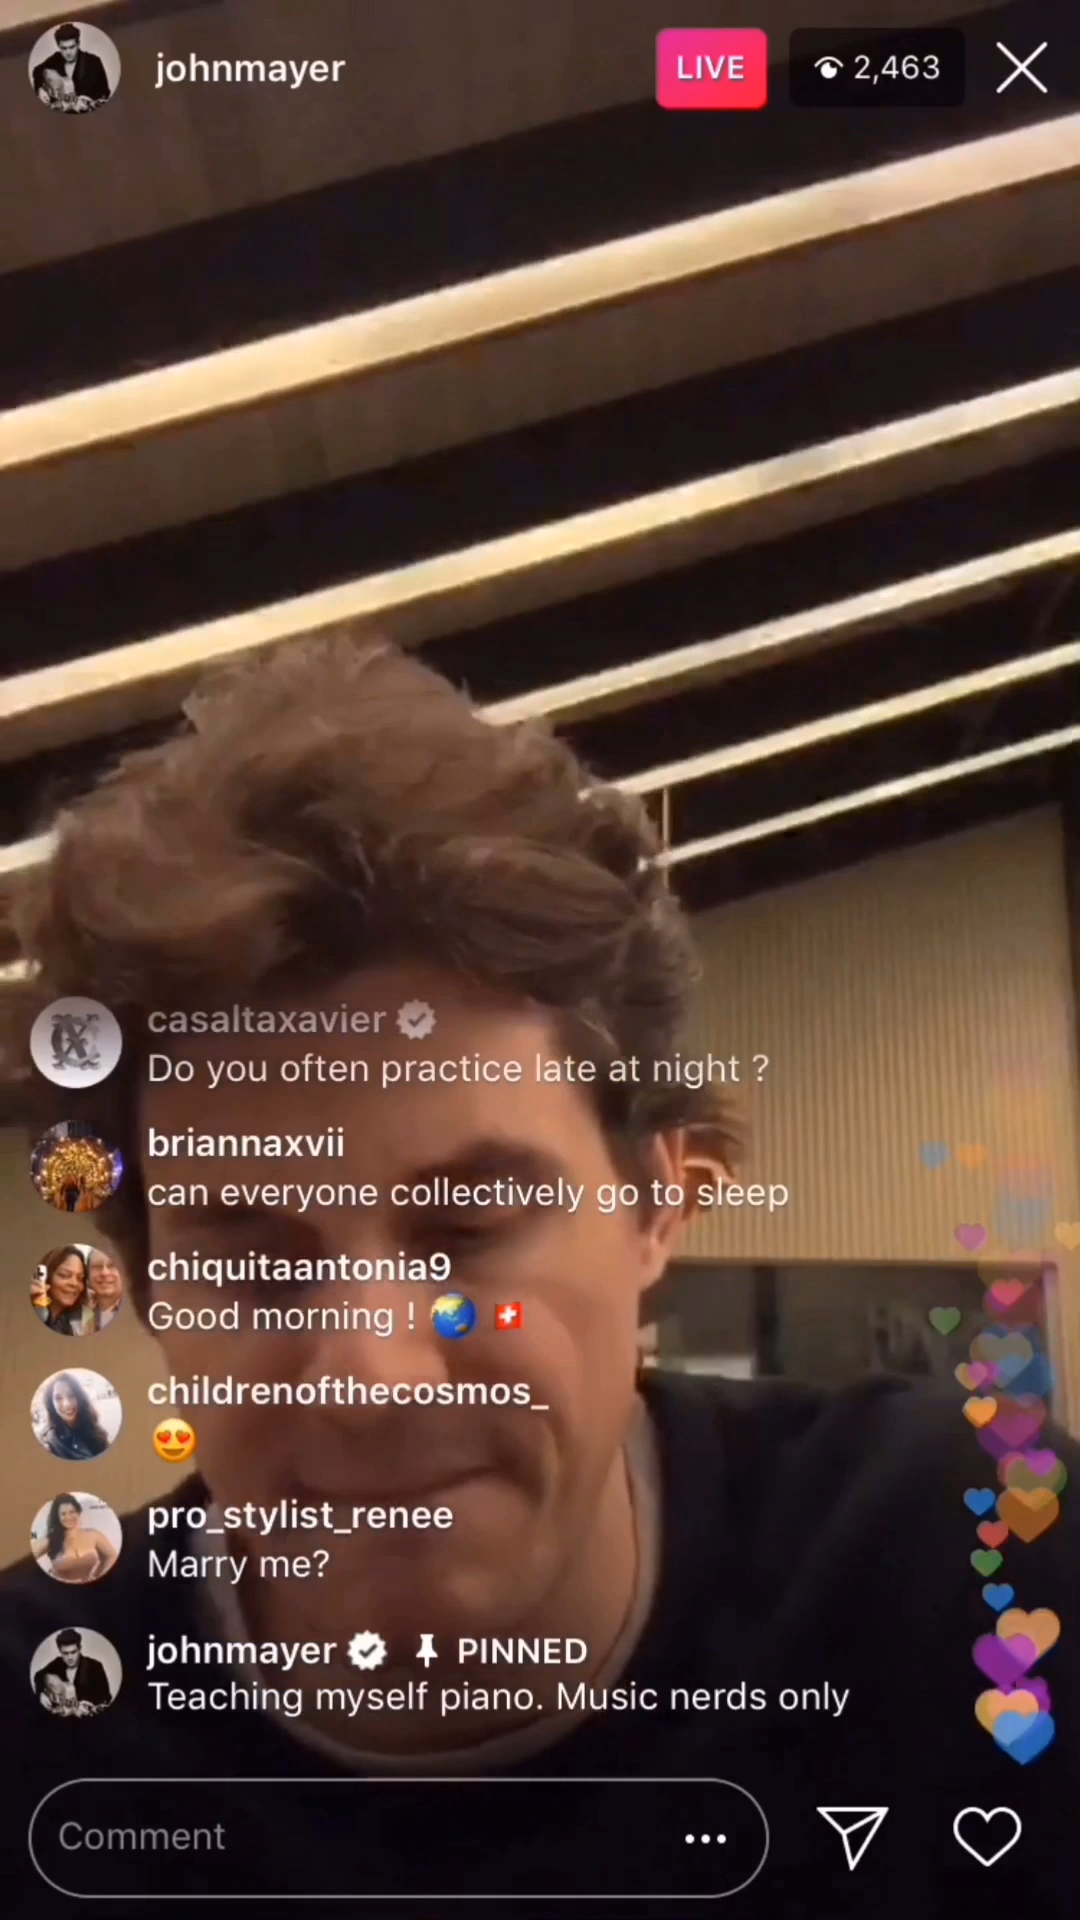 johnmayer
LIVE
2,463
casaltaxavier
Do you often practice late at night ?
briannaxvii
can everyone collectively go to sleep
chiquitaantonia9
Good morning ! 🌏 🇨🇭
childrenofthecosmos_
😍
pro_stylist_renee
Marry me?
johnmayer PINNED
Teaching myself piano. Music nerds only
Comment